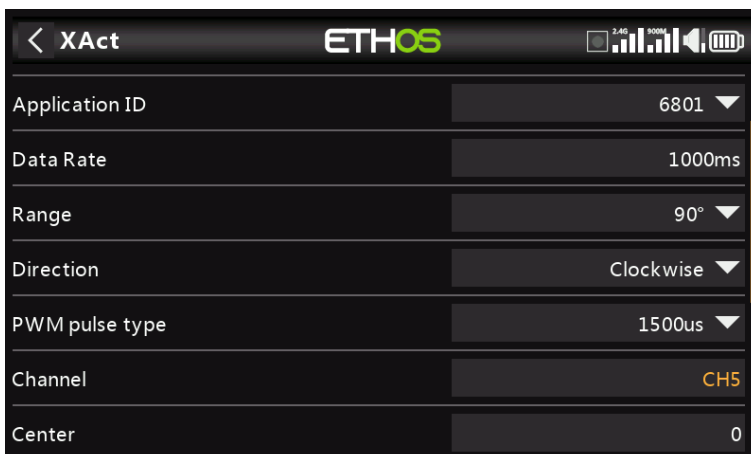 XAct ETHOS 2.4G 900M
Application ID 6801
Data Rate 1000ms
Range 90°
Direction Clockwise
PWM pulse type 1500us
Channel CH5
Center 0